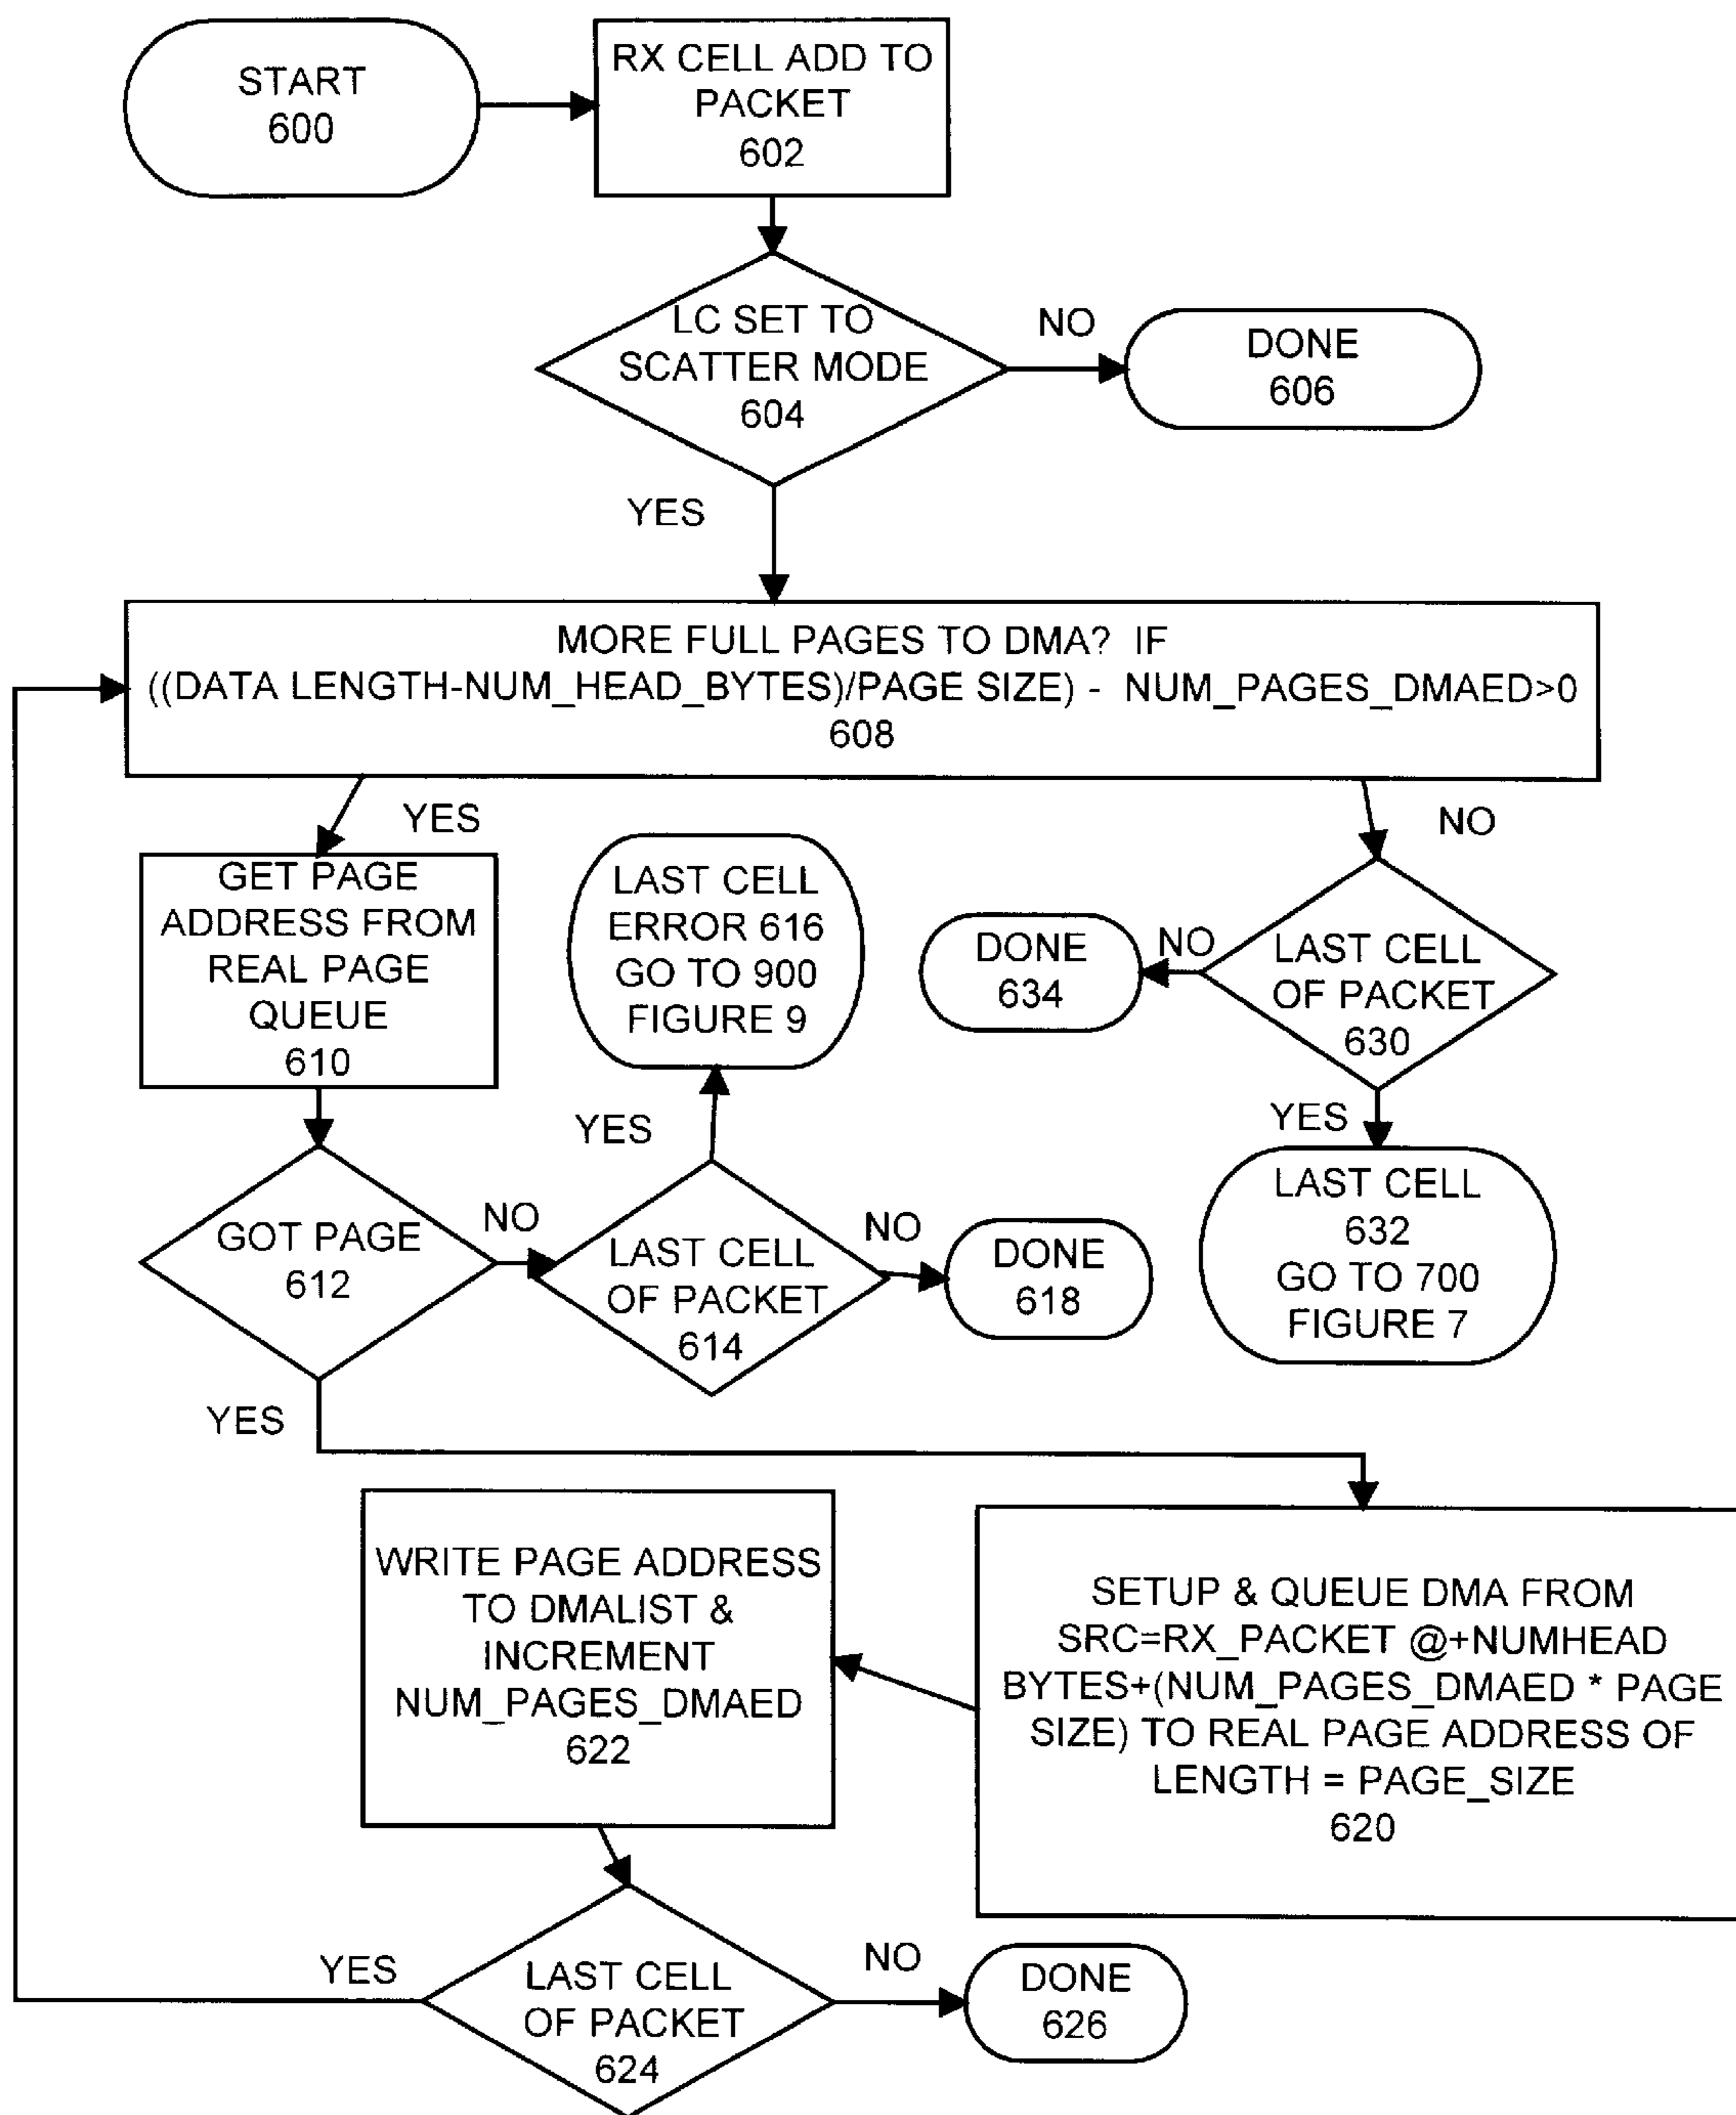 START
600
RX CELL ADD TO
PACKET
602
LC SET TO
SCATTER MODE
604
NO
DONE
606
YES
MORE FULL PAGES TO DMA? IF
((DATA LENGTH-NUM_HEAD_BYTES)/PAGE SIZE) - NUM_PAGES_DMAED>0
608
YES
NO
GET PAGE
ADDRESS FROM
REAL PAGE
QUEUE
610
LAST CELL
ERROR 616
GO TO 900
FIGURE 9
DONE
634
NO
LAST CELL
OF PACKET
630
YES
YES
LAST CELL
632
GO TO 700
FIGURE 7
GOT PAGE
612
NO
LAST CELL
OF PACKET
614
NO
DONE
618
YES
WRITE PAGE ADDRESS
TO DMALIST &
INCREMENT
NUM_PAGES_DMAED
622
SETUP & QUEUE DMA FROM
SRC=RX_PACKET @+NUMHEAD
BYTES+(NUM_PAGES_DMAED * PAGE
SIZE) TO REAL PAGE ADDRESS OF
LENGTH = PAGE_SIZE
620
YES
LAST CELL
OF PACKET
624
NO
DONE
626